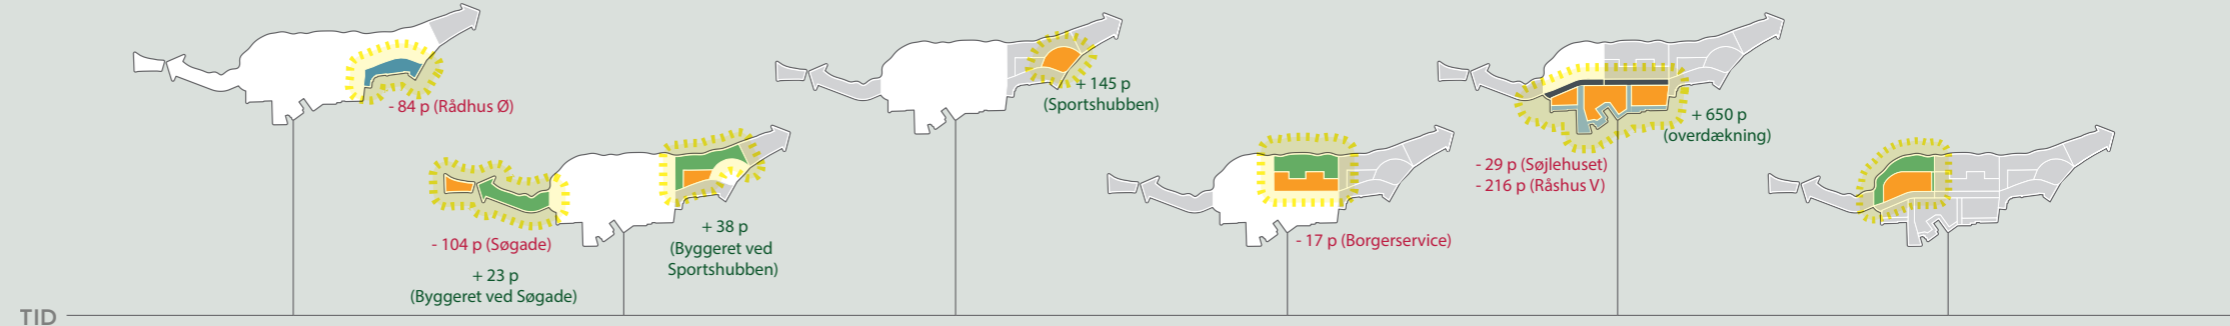 - 84 p (Rådhus Ø)
- 104 p (Søgade)
+ 23 p
(Byggeret ved Søgade)
+ 38 p
(Byggeret ved
Sportshubben)
+ 145 p
(Sportshubben)
- 17 p (Borgerservice)
- 29 p (Søjlehuset)
- 216 p (Råshus V)
+ 650 p
(overdækning)
TID